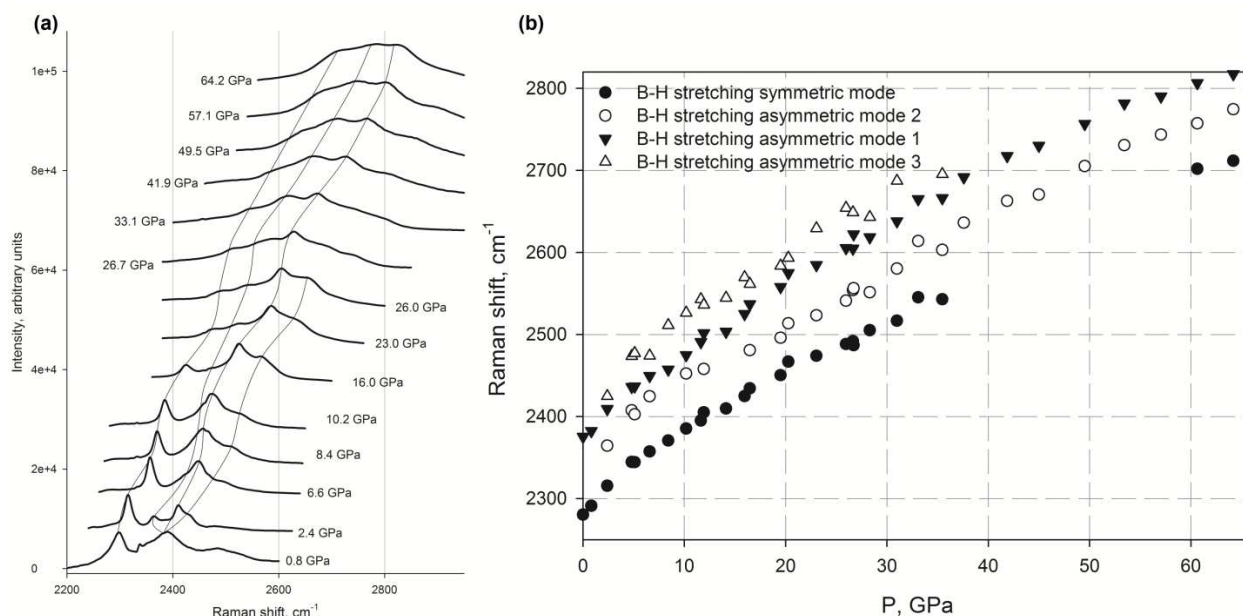 (a)
1e+5
8e+4
6e+4
4e+4
2e+4
0
Intensity, arbitrary units
64.2 GPa
57.1 GPa
49.5 GPa
41.9 GPa
33.1 GPa
26.7 GPa
26.0 GPa
23.0 GPa
16.0 GPa
10.2 GPa
8.4 GPa
6.6 GPa
2.4 GPa
0.8 GPa
2200 2400 2600 2800
Raman shift, cm-1
(b)
B-H stretching symmetric mode
B-H stretching asymmetric mode 2
B-H stretching asymmetric mode 1
B-H stretching asymmetric mode 3
2800
2700
2600
2500
2400
2300
Raman shift, cm-1
0 10 20 30 40 50 60
P, GPa